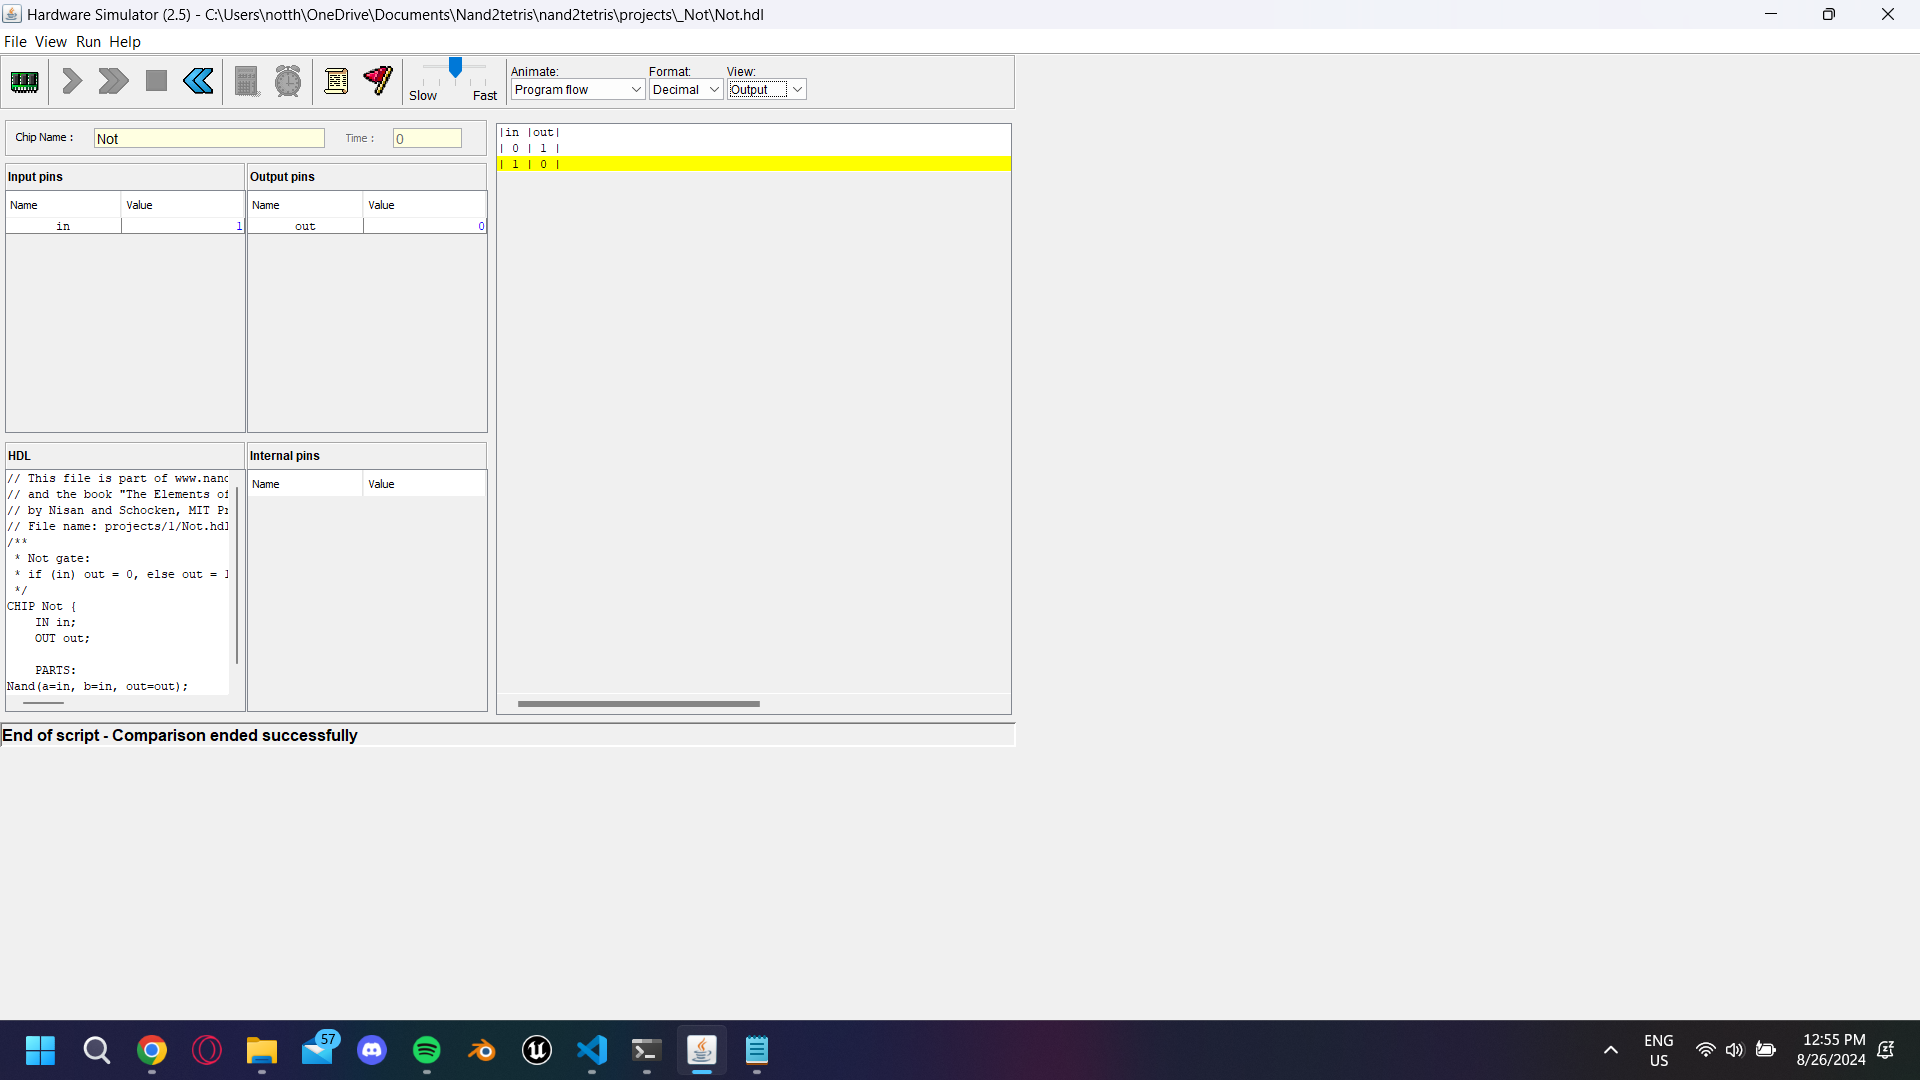 Hardware Simulator (2.5) - C:\Users\notth\OneDrive\Documents\Nand2tetris\nand2tetris\projects\_Not\Not.hdl
File View Run Help
Slow Fast
Animate:
Program flow
Format:
Decimal
View:
Output
Chip Name :
Not
Time :
0
Input pins
Name Value
in 1
Output pins
Name Value
out 0
|in |out|
| 0 | 1 |
| 1 | 0 |
HDL
// This file is part of www.nand
// and the book "The Elements of
// by Nisan and Schocken, MIT Pr
// File name: projects/1/Not.hdl
/**
* Not gate:
* if (in) out = 0, else out = 1
*/
CHIP Not {
IN in;
OUT out;
PARTS:
Nand(a=in, b=in, out=out);
Internal pins
Name Value
End of script - Comparison ended successfully
57
ENG
US
12:55 PM
8/26/2024